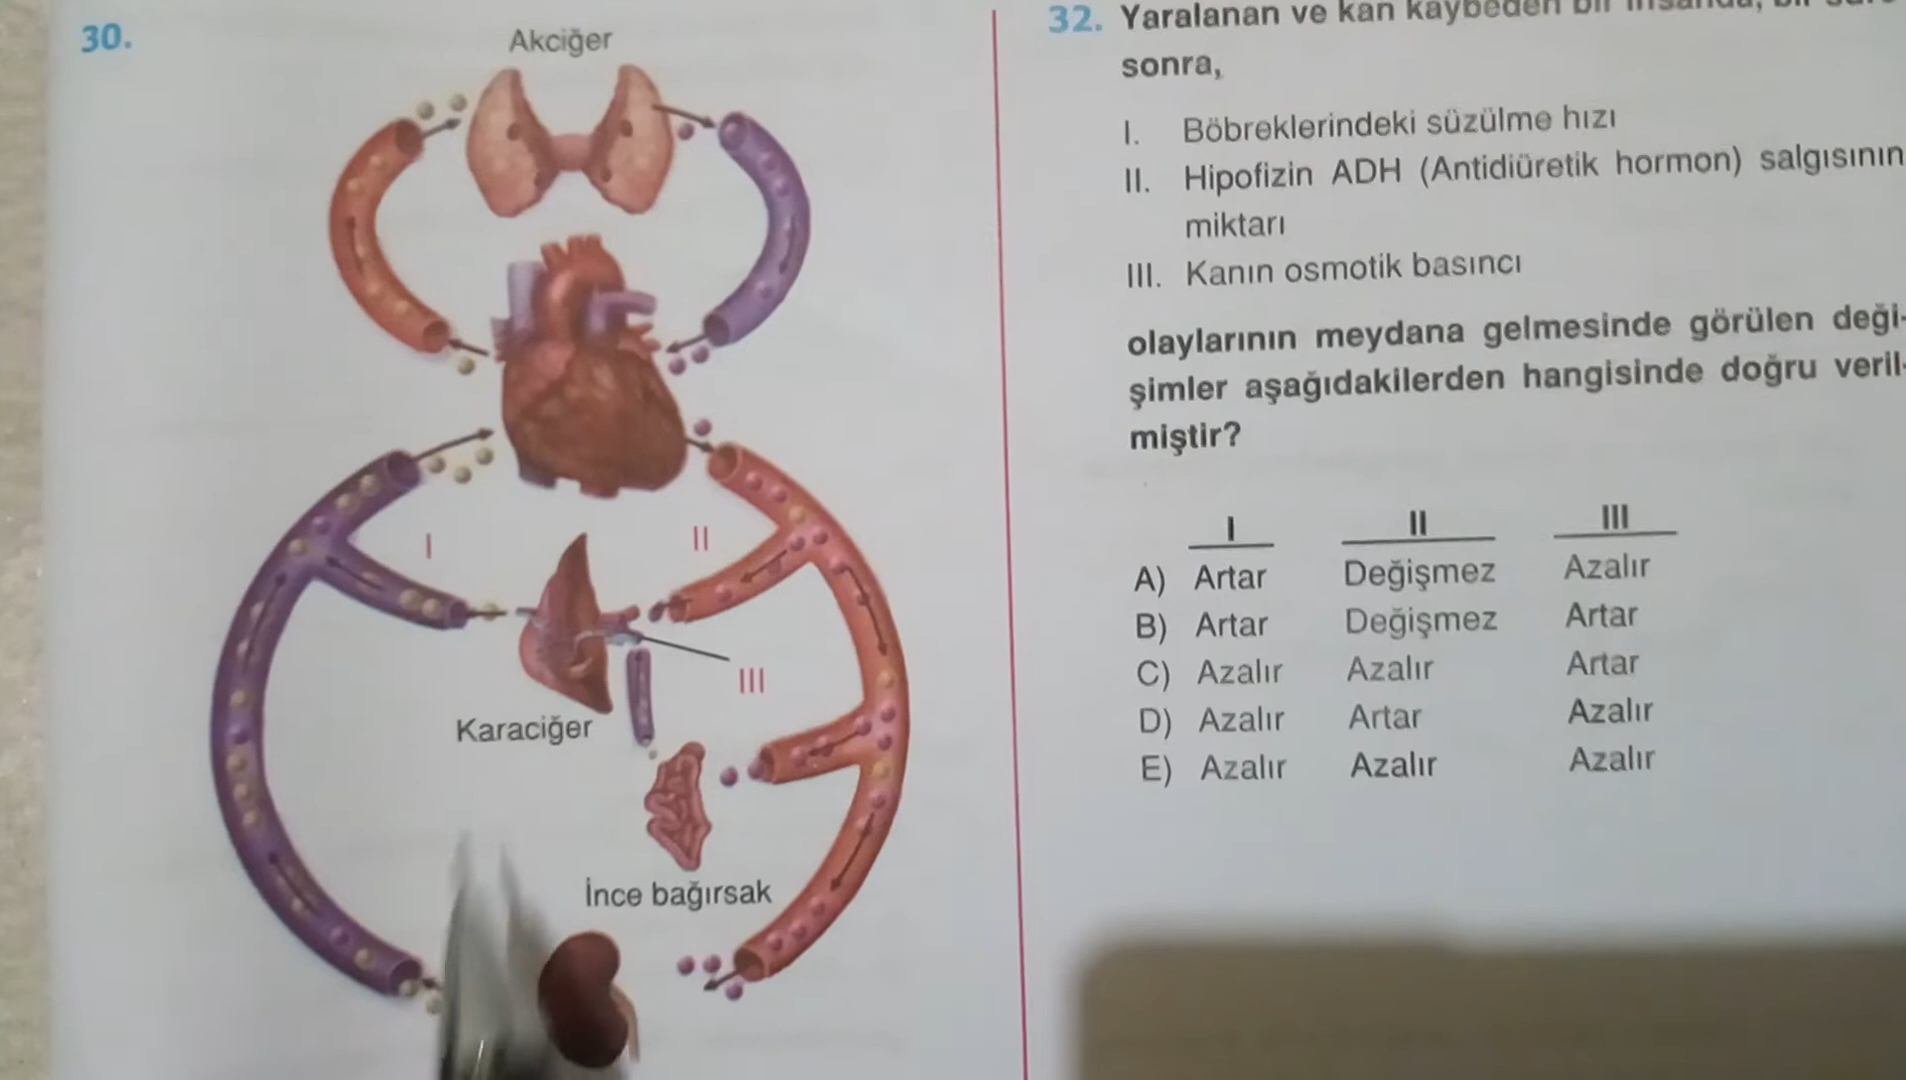 30.
Akciğer
I
II
III
Karaciğer
İnce bağırsak
32. Yaralanan ve kan kaybeden bir
sonra,
I. Böbreklerindeki süzülme hızı
II. Hipofizin ADH (Antidiüretik hormon) salgısının
miktarı
III. Kanın osmotik basıncı
olaylarının meydana gelmesinde görülen deği-
şimler aşağıdakilerden hangisinde doğru veril-
miştir?
I II III
A) Artar Değişmez Azalır
B) Artar Değişmez Artar
C) Azalır Azalır Artar
D) Azalır Artar Azalır
E) Azalır Azalır Azalır